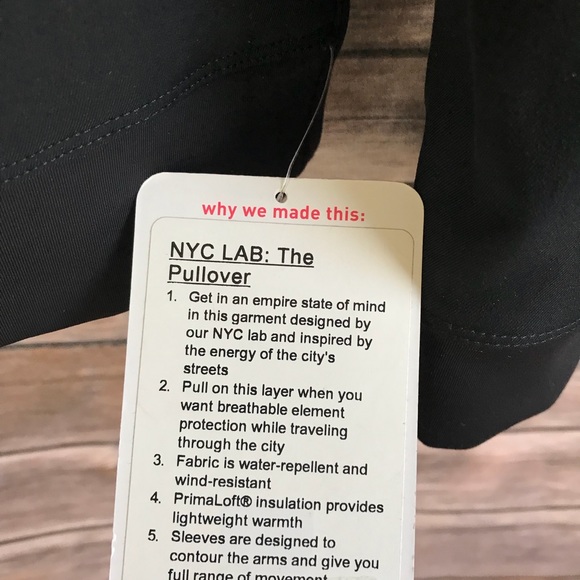 why we made this:
NYC LAB: The
Pullover
1. Get in an empire state of mind
in this garment designed by
our NYC lab and inspired by
the energy of the city's
streets
2. Pull on this layer when you
want breathable element
protection while traveling
through the city
3. Fabric is water-repellent and
wind-resistant
4. PrimaLoft® insulation provides
lightweight warmth
5. Sleeves are designed to
contour the arms and give you
full range of movement